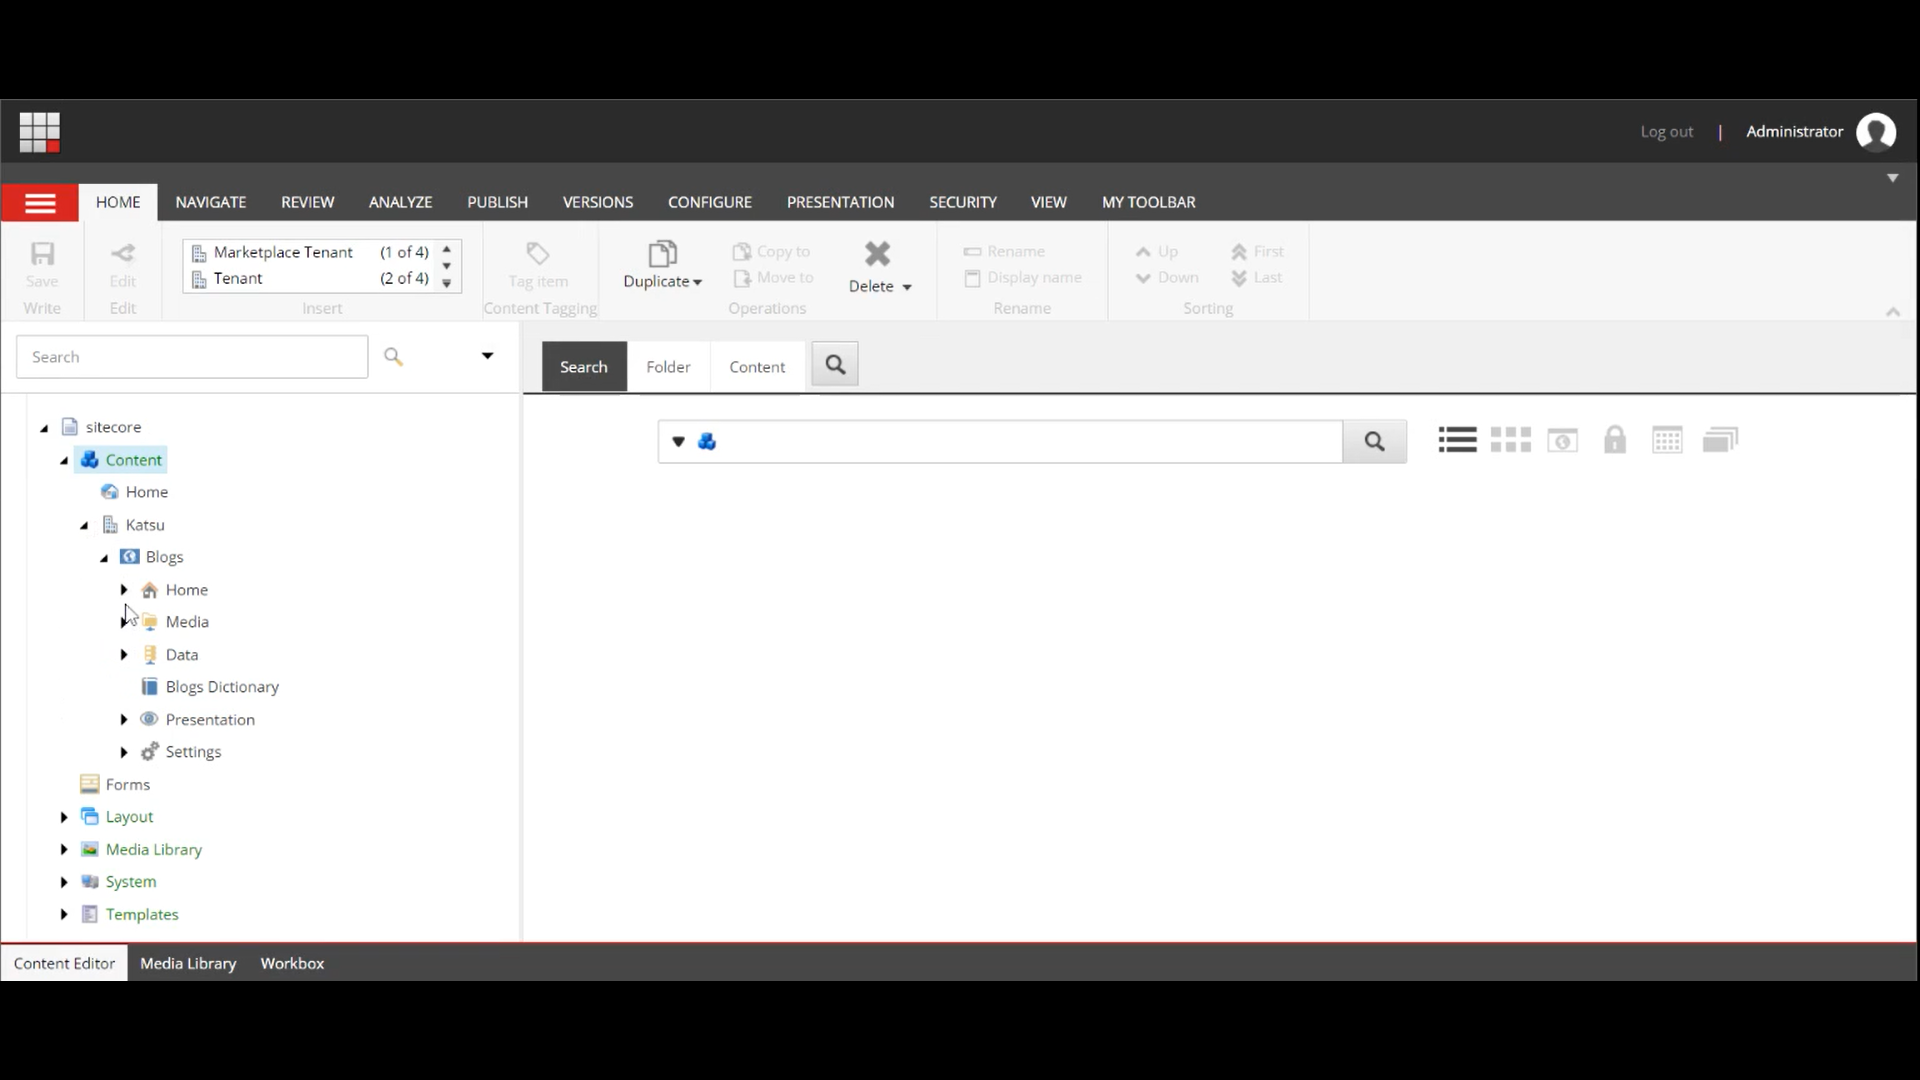 Log out | Administrator
HOME NAVIGATE REVIEW ANALYZE PUBLISH VERSIONS CONFIGURE PRESENTATION SECURITY VIEW MY TOOLBAR
Marketplace Tenant (1 of 4)
Tenant (2 of 4)
Save
Write
Edit
Edit
Insert
Tag item
Content Tagging
Duplicate
Copy to
Move to
Delete
Operations
Rename
Display name
Rename
Up
First
Down
Last
Sorting
Search
Search Folder Content
sitecore
Content
Home
Katsu
Blogs
Home
Media
Data
Blogs Dictionary
Presentation
Settings
Forms
Layout
Media Library
System
Templates
Content Editor Media Library Workbox